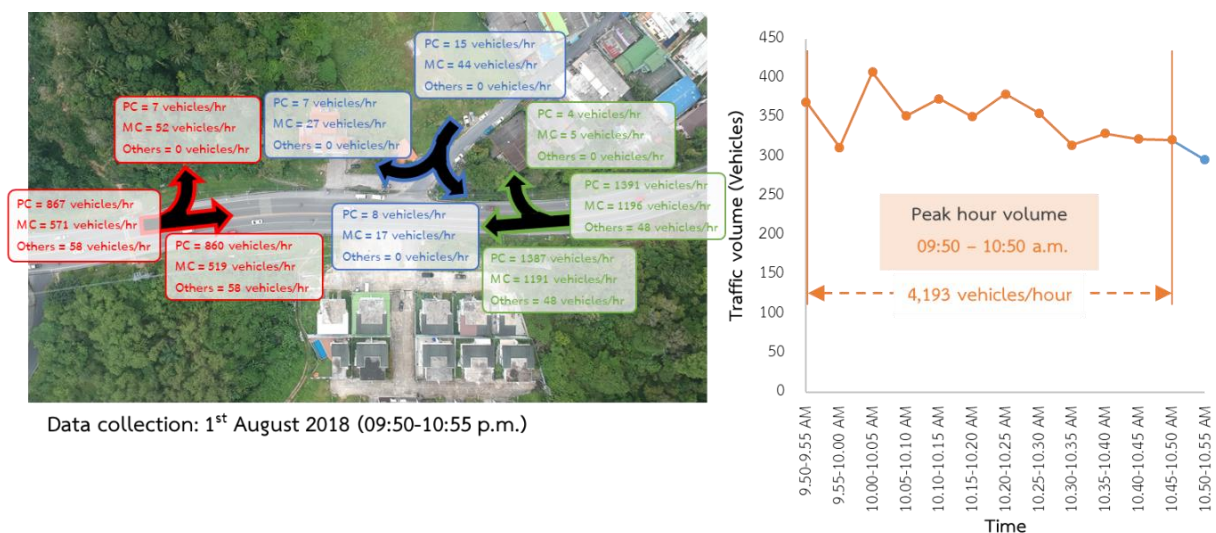 PC = 15 vehicles/hr
MC = 44 vehicles/hr
Others = 0 vehicles/hr
PC = 7 vehicles/hr
MC = 52 vehicles/hr
Others = 0 vehicles/hr
PC = 7 vehicles/hr
MC = 27 vehicles/hr
Others = 0 vehicles/hr
PC = 4 vehicles/hr
MC = 5 vehicles/hr
Others = 0 vehicles/hr
PC = 867 vehicles/hr
MC = 571 vehicles/hr
Others = 58 vehicles/hr
PC = 860 vehicles/hr
MC = 519 vehicles/hr
Others = 58 vehicles/hr
PC = 8 vehicles/hr
MC = 17 vehicles/hr
Others = 0 vehicles/hr
PC = 1391 vehicles/hr
MC = 1196 vehicles/hr
Others = 48 vehicles/hr
PC = 1387 vehicles/hr
MC = 1191 vehicles/hr
Others = 48 vehicles/hr
Data collection: 1st August 2018 (09:50-10:55 p.m.)
Traffic volume (Vehicles)
450
400
350
300
250
200
150
100
50
0
Peak hour volume
09:50 – 10:50 a.m.
4,193 vehicles/hour
9.50-9.55 AM
9.55-10.00 AM
10.00-10.05 AM
10.05-10.10 AM
10.10-10.15 AM
10.15-10.20 AM
10.20-10.25 AM
10.25-10.30 AM
10.30-10.35 AM
10.35-10.40 AM
10.40-10.45 AM
10.45-10.50 AM
10.50-10.55 AM
Time